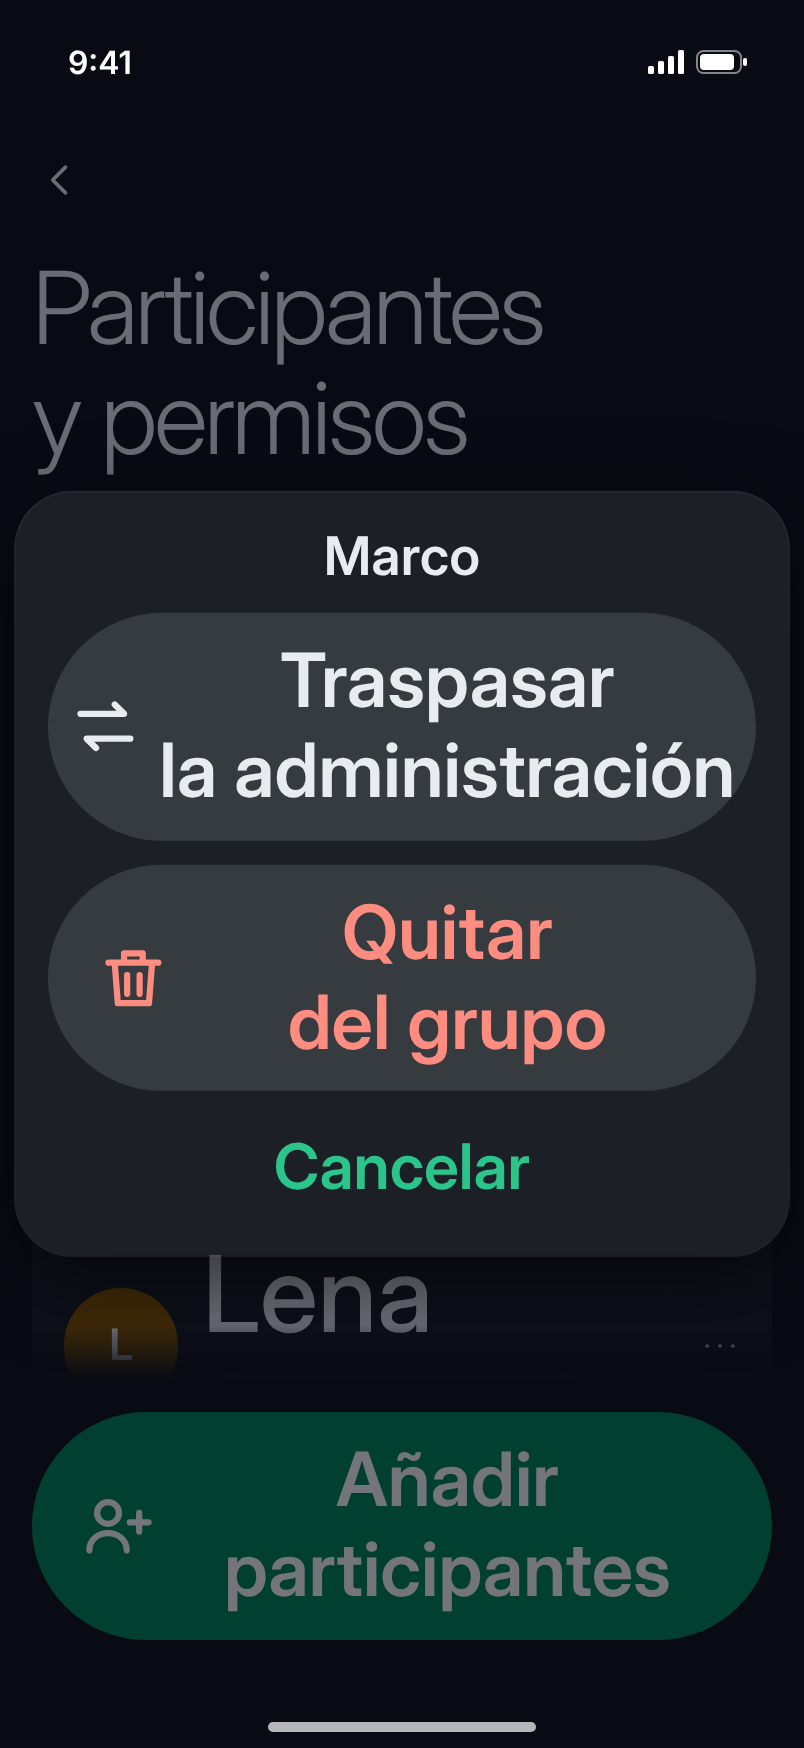 9:41
Participantes
y permisos
Marco
Traspasar
la administración
Quitar
del grupo
Cancelar
Lena
L
...
Añadir
participantes